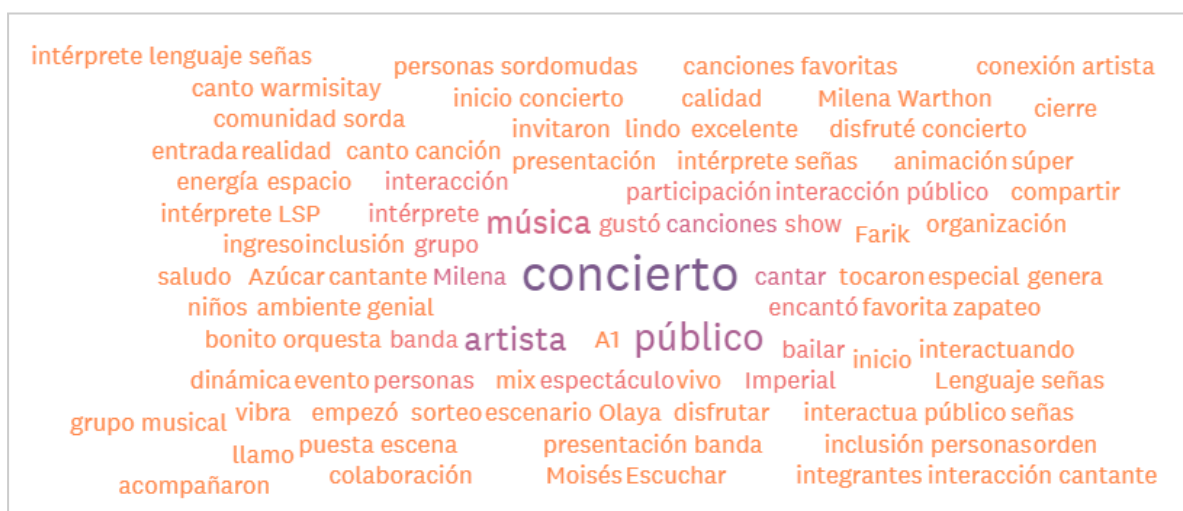 intérprete lenguaje señas
personas sordomudas canciones favoritas conexión artista
canto warmisitay inicio concierto calidad Milena Warthon cierre
comunidad sorda invitaron lindo excelente disfruté concierto
entrada realidad canto canción presentación intérprete señas animación súper
energía espacio interacción participación interacción público compartir
intérprete LSP intérprete música gustó canciones show Farik organización
ingreso inclusión grupo
saludo Azúcar cantante Milena concierto cantar tocaron especial genera
niños ambiente genial encantó favorita zapateo
bonito orquesta banda artista A1 público bailar inicio interactuando
dinámica evento personas mix espectáculo vivo Imperial Lenguaje señas
grupo musical vibra empezó sorteo escenario Olaya disfrutar interactua público señas
llamo puesta escena presentación banda inclusión personas orden
acompañaron colaboración Moisés Escuchar integrantes interacción cantante